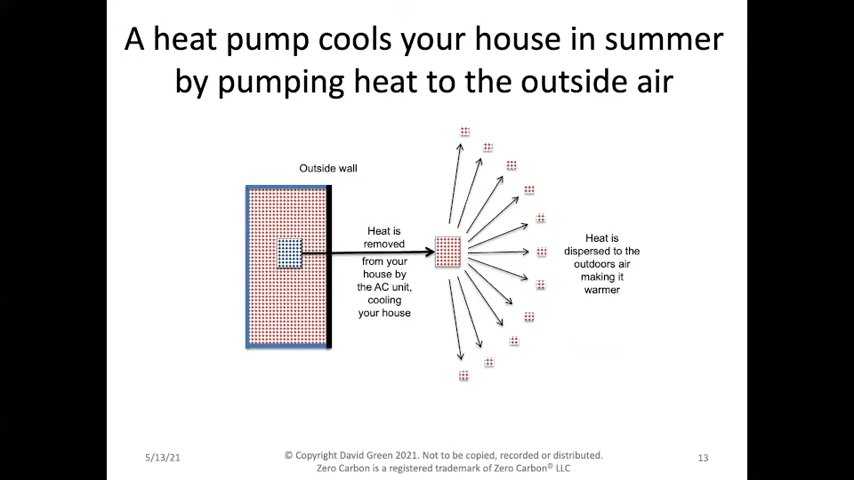 A heat pump cools your house in summer
by pumping heat to the outside air
Outside wall
Heat is
removed
from your
house by
the AC unit,
cooling
your house
Heat is
dispersed to the
outdoors air
making it
warmer
5/13/21
© Copyright David Green 2021. Not to be copied, recorded or distributed.
Zero Carbon is a registered trademark of Zero Carbon® LLC
13